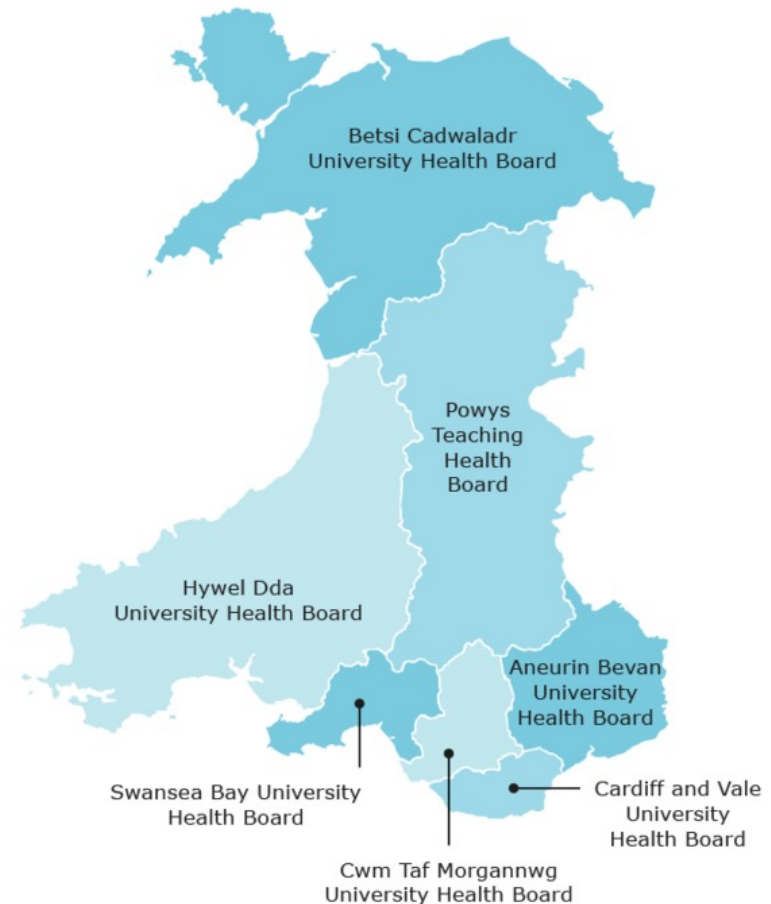 Betsi Cadwaladr
University Health Board
Powys
Teaching
Health
Board
Hywel Dda
University Health Board
Aneurin Bevan
University
Health Board
Swansea Bay University
Health Board
Cardiff and Vale
University
Health Board
Cwm Taf Morgannwg
University Health Board